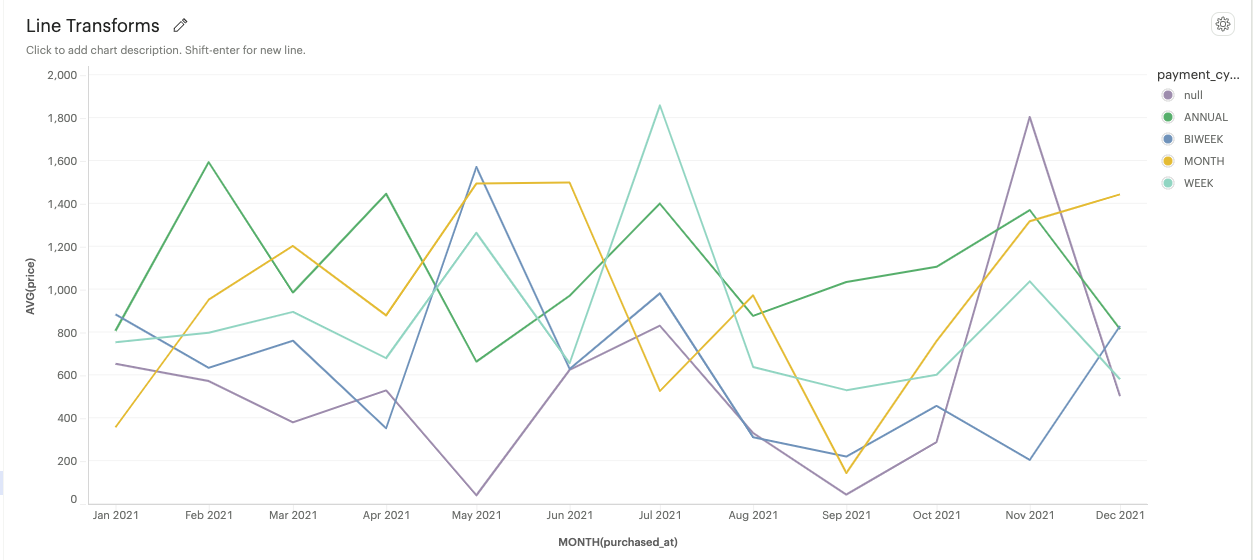 Line Transforms
Click to add chart description. Shift-enter for new line.
payment_cy...
null
ANNUAL
BIWEEK
MONTH
WEEK
AVG(price)
2,000
1,800
1,600
1,400
1,200
1,000
800
600
400
200
0
Jan 2021 Feb 2021 Mar 2021 Apr 2021 May 2021 Jun 2021 Jul 2021 Aug 2021 Sep 2021 Oct 2021 Nov 2021 Dec 2021
MONTH(purchased_at)